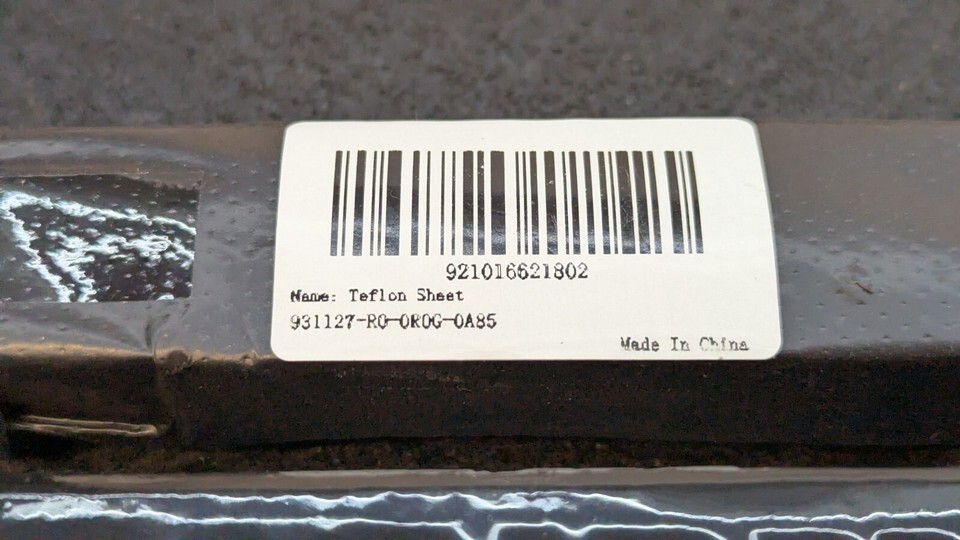 921016621802
Name: Teflon Sheet
931127-R0-0R0G-0A85
Made In China